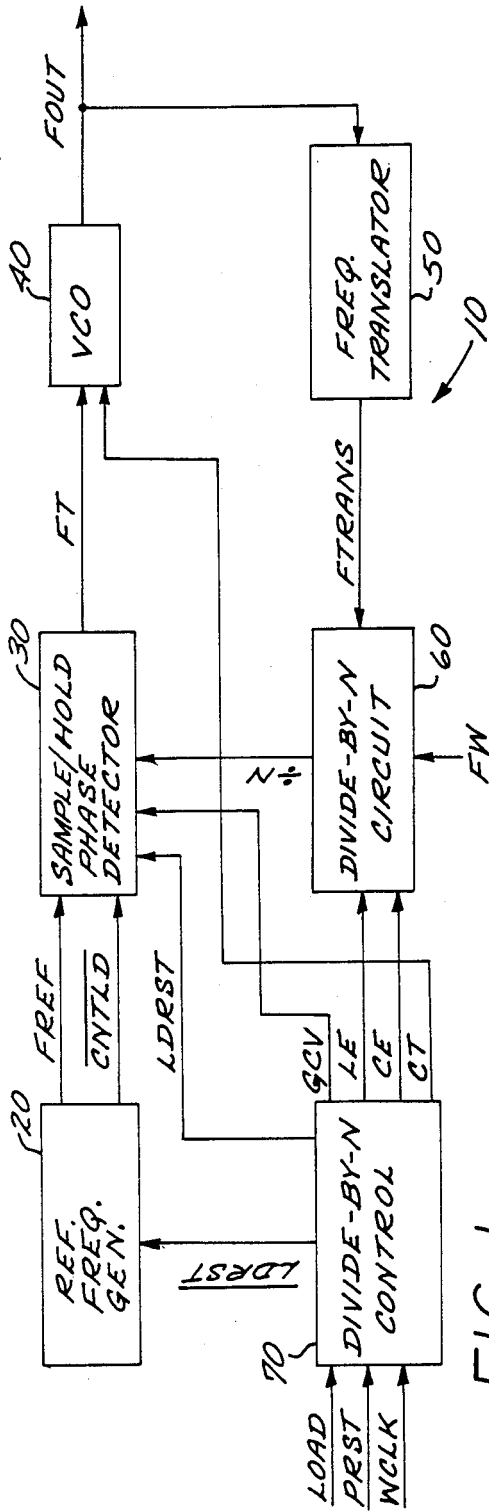 20
REF.
FREQ.
GEN.
FREF
CNTLD
30
SAMPLE/HOLD
PHASE
DETECTOR
FT
40
VCO
FOUT
LDRST
LDRST
÷N
GCV
LE
CE
CT
70
DIVIDE-BY-N
CONTROL
LOAD
PRST
WCLK
DIVIDE-BY-N
CIRCUIT
60
FW
FTRANS
FREQ.
TRANSLATOR
50
10
FIG. 1